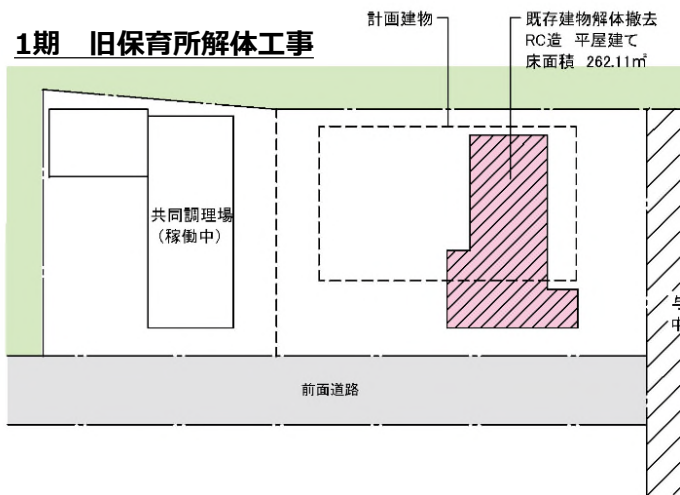 1期　旧保育所解体工事
計画建物
既存建物解体撤去
RC造　平屋建て
床面積　262.11㎡
共同調理場
（稼働中）
前面道路
中